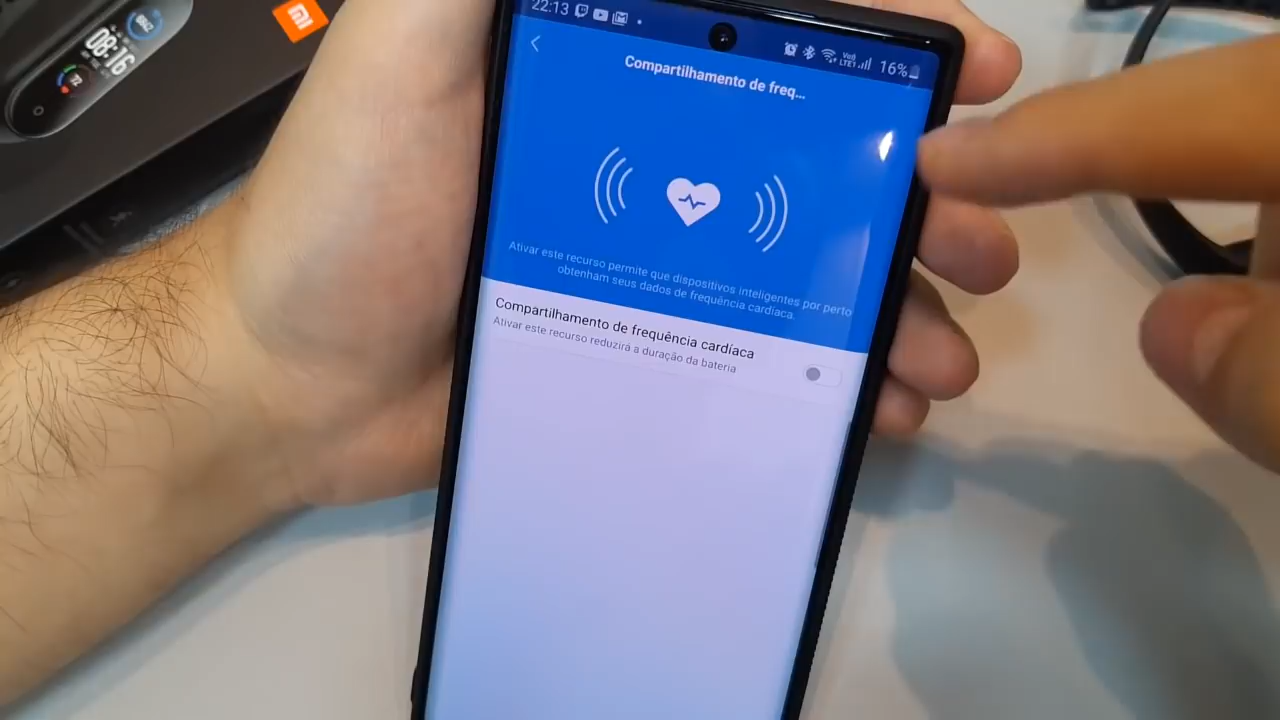 22:13
16%
Compartilhamento de freq...
Ativar este recurso permite que dispositivos inteligentes por perto
obtenham seus dados de frequência cardíaca.
Compartilhamento de frequência cardíaca
Ativar este recurso reduzirá a duração da bateria
08:16
72